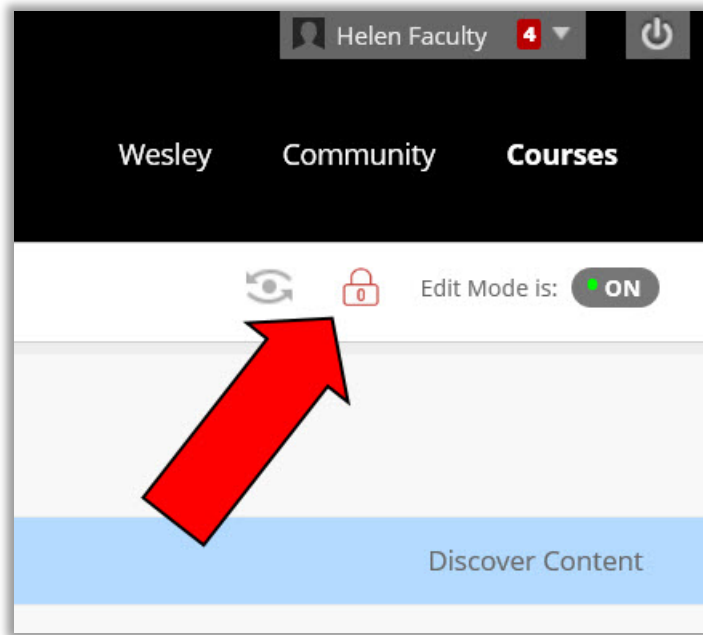 Helen Faculty 4
Wesley Community Courses
0 Edit Mode is: ON
Discover Content